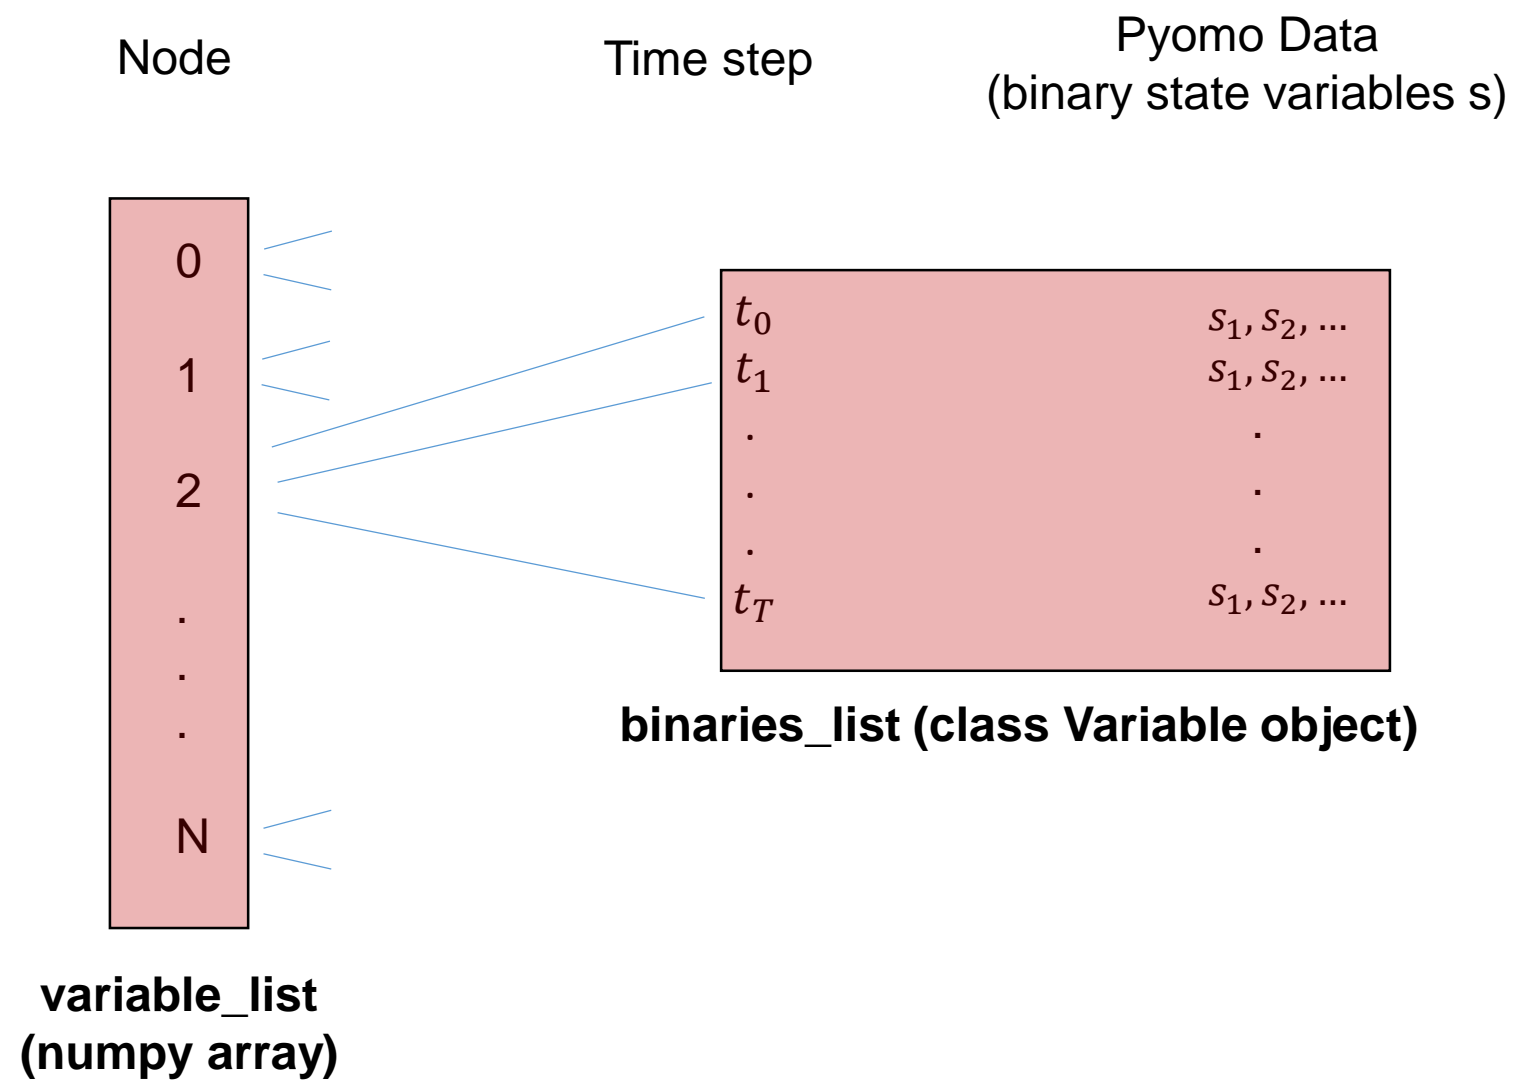 Node
Time step
Pyomo Data
(binary state variables s)
0
1
2
.
.
.
N
t₀ s₁, s₂, …
t₁ s₁, s₂, …
. .
. .
. .
t_T s₁, s₂, …
binaries_list (class Variable object)
variable_list
(numpy array)